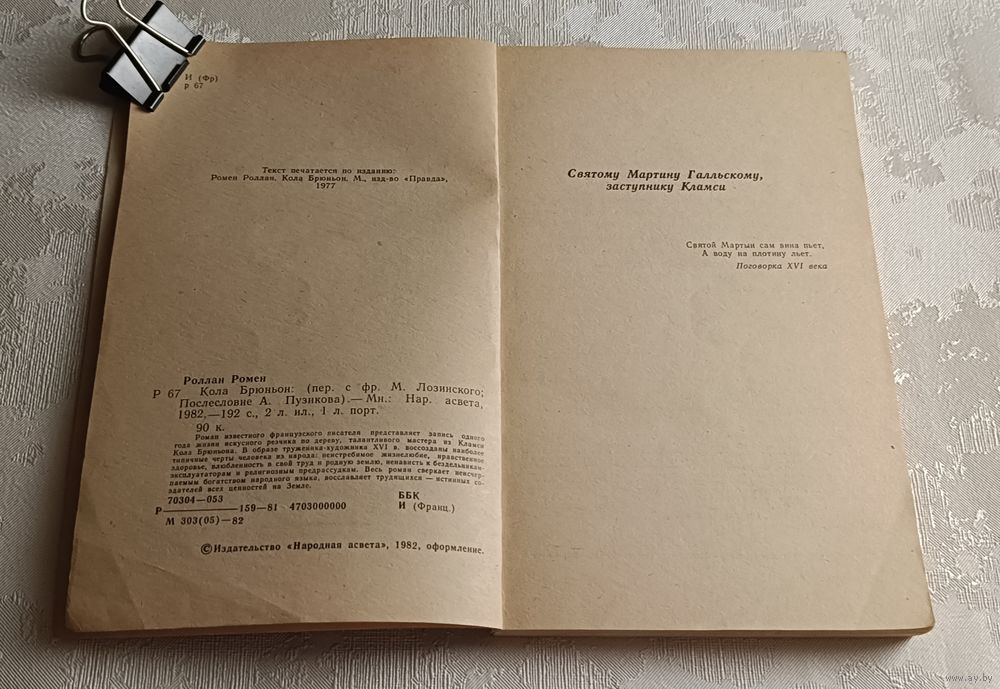 И (Фр)
р 67
Текст печатается по изданию:
Ромен Роллан. Кола Брюньон. М., изд-во «Правда»,
1977
Роллан Ромен
Р 67 Кола Брюньон: (пер. с фр. М. Лозинского;
Послесловие А. Пузикова).— Мн.: Нар. асвета,
1982,—192 с., 2 л. ил., 1 л. порт.
90 к.
Роман известного французского писателя представляет запись одного
года жизни искусного резчика по дереву, талантливого мастера из Кламси
Кола Брюньона. В образе труженика-художника XVI в. воссозданы наиболее
типичные черты человека из народа: неистребимое жизнелюбие, нравственное
здоровье, влюбленность в свой труд и родную землю, ненависть к бездельникам-
эксплуататорам и религиозным предрассудкам. Весь роман сверкает неисчер-
паемым богатством народного языка, восславляет трудящихся — истинных со-
здателей всех ценностей на Земле.
70304—053
Р————159—81 4703000000
М 303(05)—82
ББК
И (Франц.)
© Издательство «Народная асвета», 1982, оформление.
Святому Мартину Галльскому,
заступнику Кламси
Святой Мартын сам вина пьет,
А воду на плотину льет.
Поговорка XVI века
www.ay.by